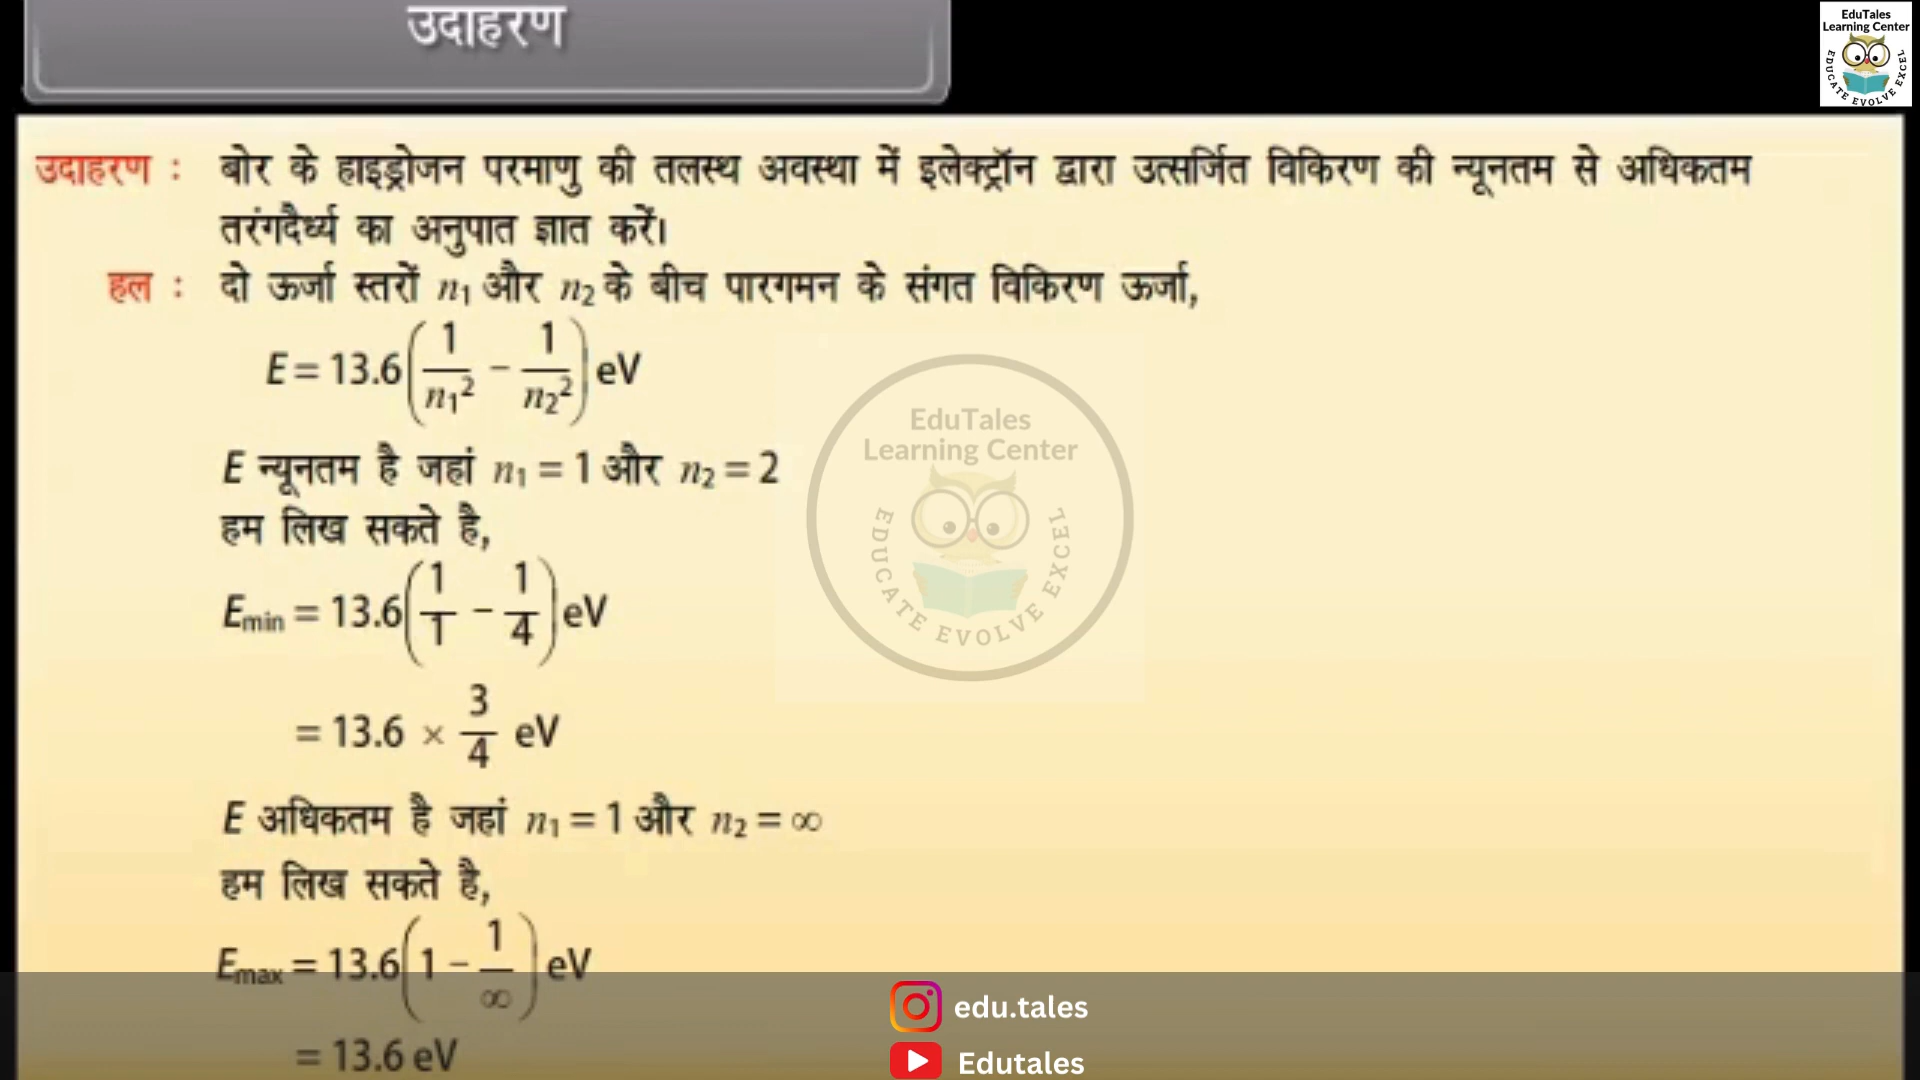 उदाहरण
EduTales
Learning Center
EDUCATE EVOLVE EXCEL
उदाहरण : बोर के हाइड्रोजन परमाणु की तलस्थ अवस्था में इलेक्ट्रॉन द्वारा उत्सर्जित विकिरण की न्यूनतम से अधिकतम
तरंगदैर्ध्य का अनुपात ज्ञात करें।
हल : दो ऊर्जा स्तरों n₁ और n₂ के बीच पारगमन के संगत विकिरण ऊर्जा,
E = 13.6(1/n₁² − 1/n₂²) eV
E न्यूनतम है जहां n₁ = 1 और n₂ = 2
हम लिख सकते है,
Emin = 13.6(1/1 − 1/4) eV
= 13.6 × 3/4 eV
E अधिकतम है जहां n₁ = 1 और n₂ = ∞
हम लिख सकते है,
Emax = 13.6(1 − 1/∞) eV
= 13.6 eV
EduTales
Learning Center
EDUCATE EVOLVE EXCEL
edu.tales
Edutales